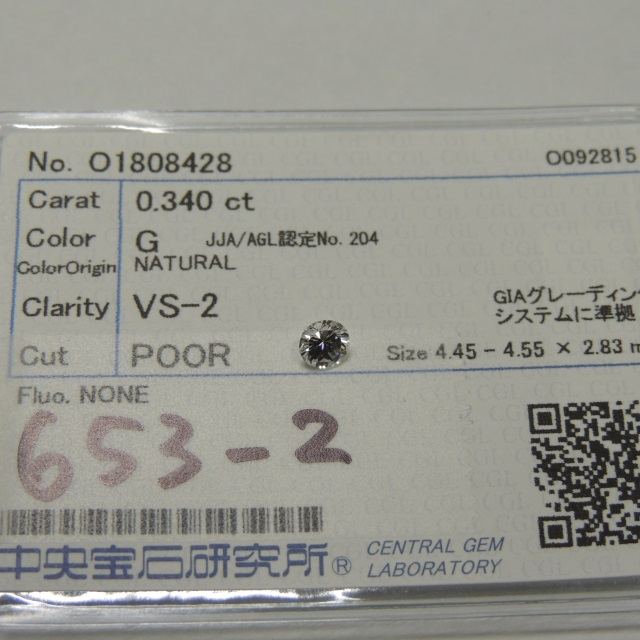 No. O1808428 O092815
Carat 0.340 ct
Color G JJA/AGL認定No.204
ColorOrigin NATURAL
Clarity VS-2 GIAグレーディン
システムに準拠
Cut POOR Size 4.45 - 4.55 × 2.83
Fluo. NONE
653-2
中央宝石研究所® CENTRAL GEM
LABORATORY